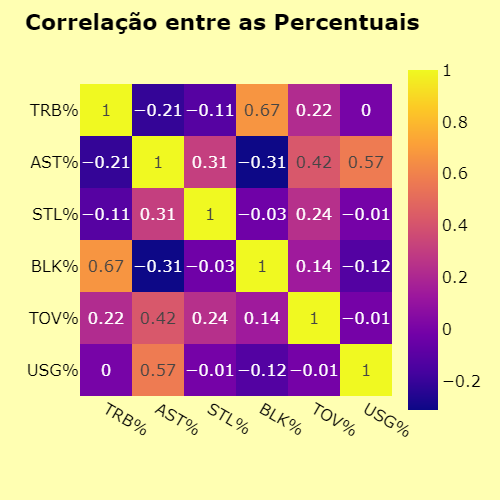 Correlação entre as Percentuais
TRB% 1 −0.21 −0.11 0.67 0.22 0
AST% −0.21 1 0.31 −0.31 0.42 0.57
STL% −0.11 0.31 1 −0.03 0.24 −0.01
BLK% 0.67 −0.31 −0.03 1 0.14 −0.12
TOV% 0.22 0.42 0.24 0.14 1 −0.01
USG% 0 0.57 −0.01 −0.12 −0.01 1
TRB% AST% STL% BLK% TOV% USG%
1
0.8
0.6
0.4
0.2
0
−0.2